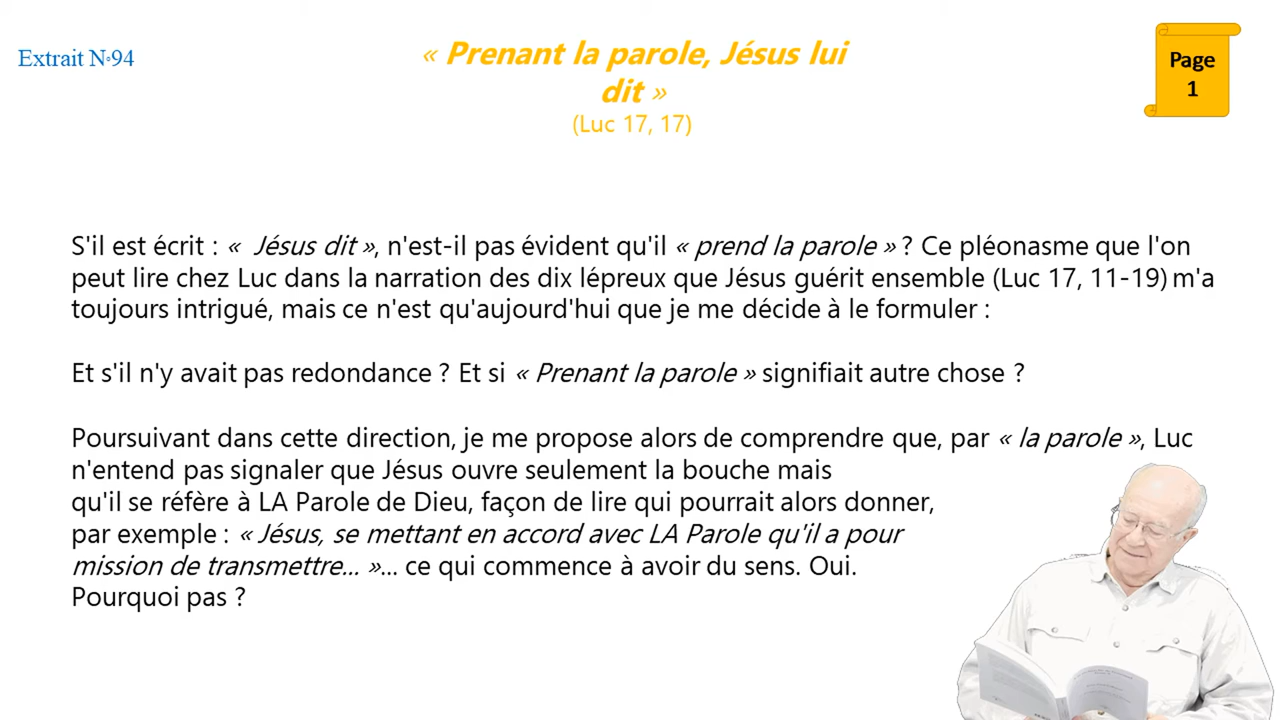 Extrait N°94
« Prenant la parole, Jésus lui
dit »
(Luc 17, 17)
Page
1
S'il est écrit : «  Jésus dit », n'est-il pas évident qu'il « prend la parole » ? Ce pléonasme que l'on
peut lire chez Luc dans la narration des dix lépreux que Jésus guérit ensemble (Luc 17, 11-19) m'a
toujours intrigué, mais ce n'est qu'aujourd'hui que je me décide à le formuler :
Et s'il n'y avait pas redondance ? Et si « Prenant la parole » signifiait autre chose ?
Poursuivant dans cette direction, je me propose alors de comprendre que, par « la parole », Luc
n'entend pas signaler que Jésus ouvre seulement la bouche mais
qu'il se réfère à LA Parole de Dieu, façon de lire qui pourrait alors donner,
par exemple : « Jésus, se mettant en accord avec LA Parole qu'il a pour
mission de transmettre... »... ce qui commence à avoir du sens. Oui.
Pourquoi pas ?